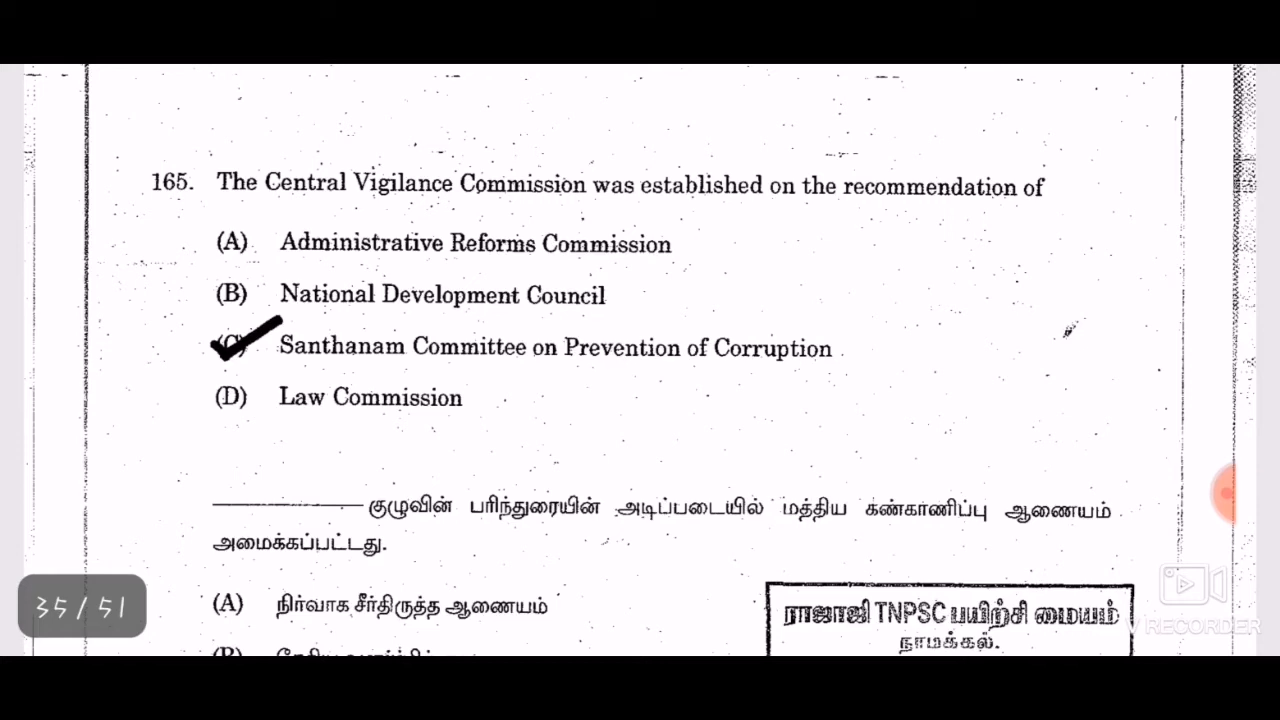 165. The Central Vigilance Commission was established on the recommendation of
(A) Administrative Reforms Commission
(B) National Development Council
(C) Santhanam Committee on Prevention of Corruption
(D) Law Commission
குழுவின் பரிந்துரையின் அடிப்படையில் மத்திய கண்காணிப்பு ஆணையம்
அமைக்கப்பட்டது.
35 / 51
(A) நிர்வாக சீர்திருத்த ஆணையம்
ராஜாஜி TNPSC பயிற்சி மையம்
நாமக்கல்.
V RECORDER
(B)